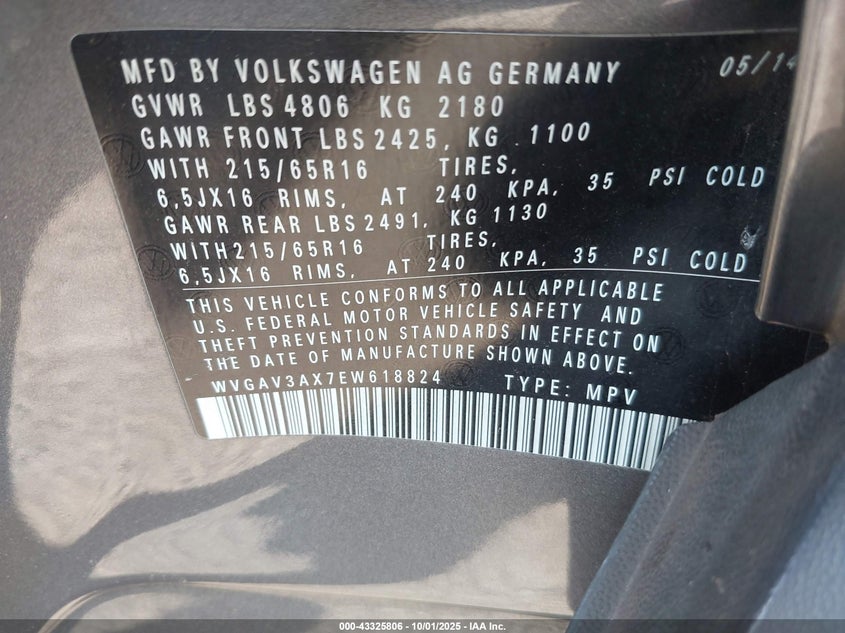 MFD BY VOLKSWAGEN AG GERMANY 05/14
GVWR LBS 4806 KG 2180
GAWR FRONT LBS 2425, KG .1100
WITH 215/65R16 TIRES,
6,5JX16 RIMS, AT 240 KPA, 35 PSI COLD
GAWR REAR LBS 2491, KG 1130
WITH215/65R16 TIRES,
6,5JX16 RIMS, AT 240 KPA, 35 PSI COLD
THIS VEHICLE CONFORMS TO ALL APPLICABLE
U.S. FEDERAL MOTOR VEHICLE SAFETY AND
THEFT PREVENTION STANDARDS IN EFFECT ON
THE DATE OF MANUFACTURE SHOWN ABOVE.
WVGAV3AX7EW618824 TYPE: MPV
000-43325806 - 10/01/2025 - IAA Inc.